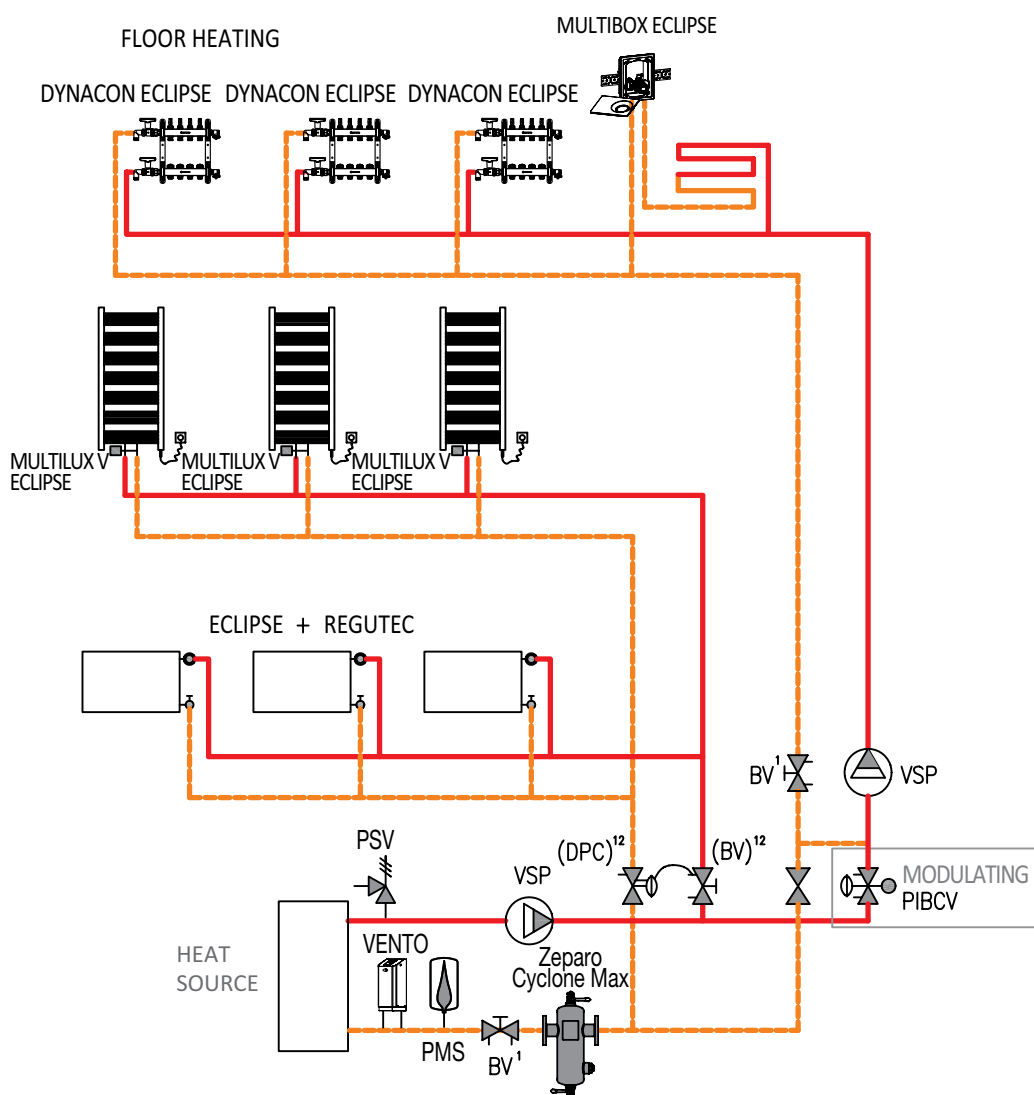 MULTIBOX ECLIPSE
FLOOR HEATING
DYNACON ECLIPSE
DYNACON ECLIPSE
DYNACON ECLIPSE
MULTILUX V
ECLIPSE
MULTILUX V
ECLIPSE
MULTILUX V
ECLIPSE
ECLIPSE + REGUTEC
BV¹
VSP
PSV
(DPC)¹²
(BV)¹²
VSP
MODULATING
PIBCV
HEAT
SOURCE
VENTO
Zeparo
Cyclone Max
PMS
BV¹